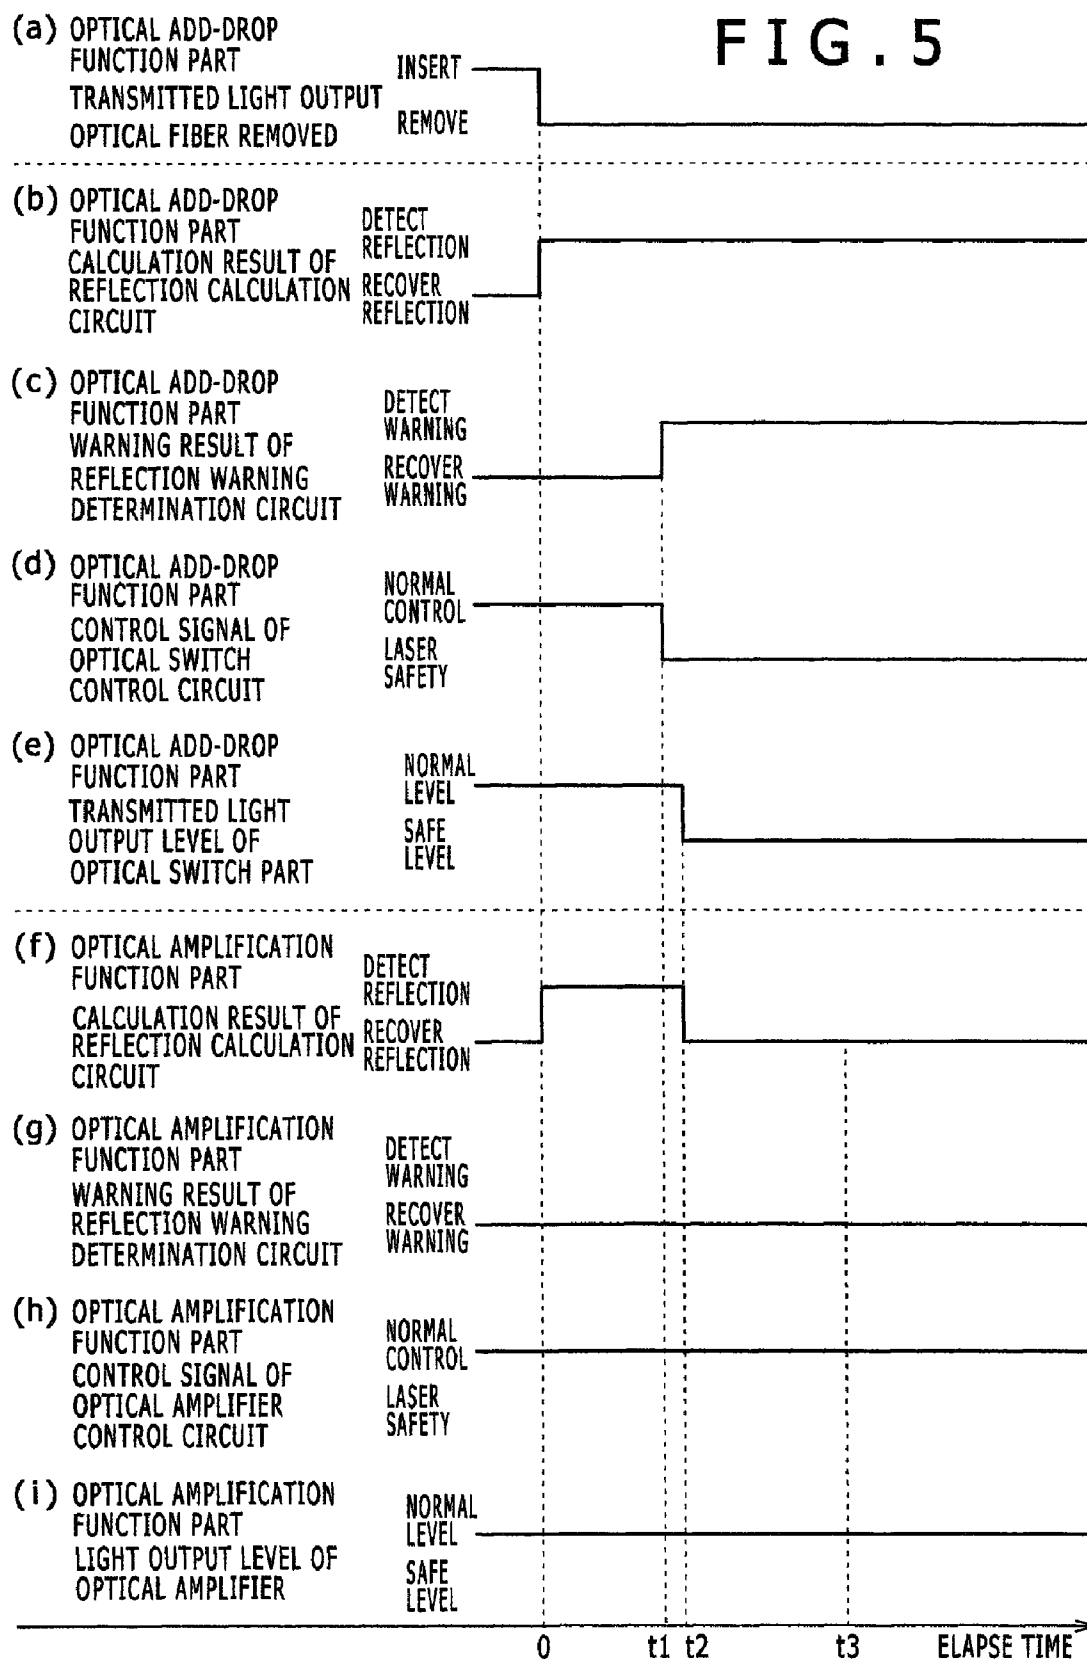 FIG.5
(a) OPTICAL ADD-DROP
FUNCTION PART
TRANSMITTED LIGHT OUTPUT
OPTICAL FIBER REMOVED
INSERT
REMOVE
(b) OPTICAL ADD-DROP
FUNCTION PART
CALCULATION RESULT OF
REFLECTION CALCULATION
CIRCUIT
DETECT
REFLECTION
RECOVER
REFLECTION
(c) OPTICAL ADD-DROP
FUNCTION PART
WARNING RESULT OF
REFLECTION WARNING
DETERMINATION CIRCUIT
DETECT
WARNING
RECOVER
WARNING
(d) OPTICAL ADD-DROP
FUNCTION PART
CONTROL SIGNAL OF
OPTICAL SWITCH
CONTROL CIRCUIT
NORMAL
CONTROL
LASER
SAFETY
(e) OPTICAL ADD-DROP
FUNCTION PART
TRANSMITTED LIGHT
OUTPUT LEVEL OF
OPTICAL SWITCH PART
NORMAL
LEVEL
SAFE
LEVEL
(f) OPTICAL AMPLIFICATION
FUNCTION PART
CALCULATION RESULT OF
REFLECTION CALCULATION
CIRCUIT
DETECT
REFLECTION
RECOVER
REFLECTION
(g) OPTICAL AMPLIFICATION
FUNCTION PART
WARNING RESULT OF
REFLECTION WARNING
DETERMINATION CIRCUIT
DETECT
WARNING
RECOVER
WARNING
(h) OPTICAL AMPLIFICATION
FUNCTION PART
CONTROL SIGNAL OF
OPTICAL AMPLIFIER
CONTROL CIRCUIT
NORMAL
CONTROL
LASER
SAFETY
(i) OPTICAL AMPLIFICATION
FUNCTION PART
LIGHT OUTPUT LEVEL OF
OPTICAL AMPLIFIER
NORMAL
LEVEL
SAFE
LEVEL
0 t1 t2 t3 ELAPSE TIME